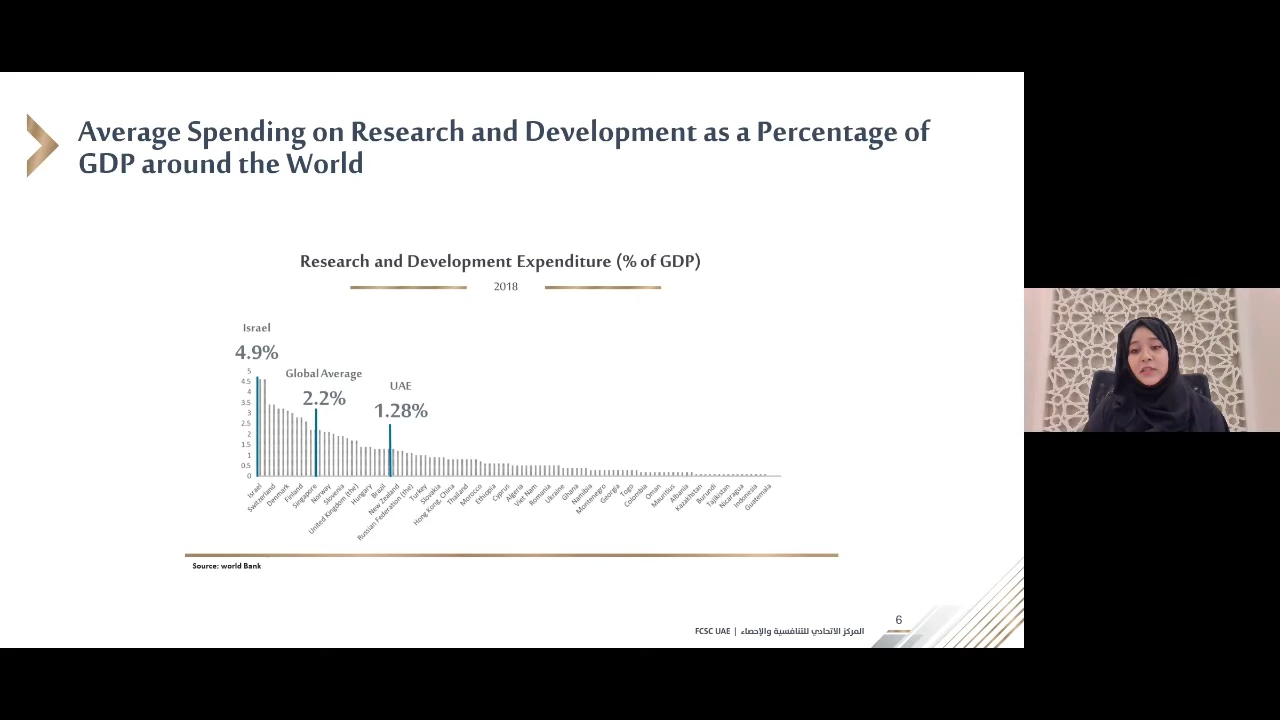 Average Spending on Research and Development as a Percentage of
GDP around the World
Research and Development Expenditure (% of GDP)
2018
Israel
4.9%
Global Average
2.2%
UAE
1.28%
5
4.5
4
3.5
3
2.5
2
1.5
1
0.5
0
Israel
Switzerland
Denmark
Finland
Singapore
Norway
Slovenia
United Kingdom (the)
Hungary
Brazil
New Zealand
Russian Federation (the)
Turkey
Slovakia
Hong Kong, China
Thailand
Morocco
Ethiopia
Cyprus
Algeria
Viet Nam
Romania
Ukraine
Ghana
Namibia
Montenegro
Georgia
Togo
Colombia
Oman
Mauritius
Albania
Kazakhstan
Burundi
Tajikistan
Nicaragua
Indonesia
Guatemala
Source: world Bank
6
FCSC UAE | المركز الاتحادي للتنافسية والإحصاء